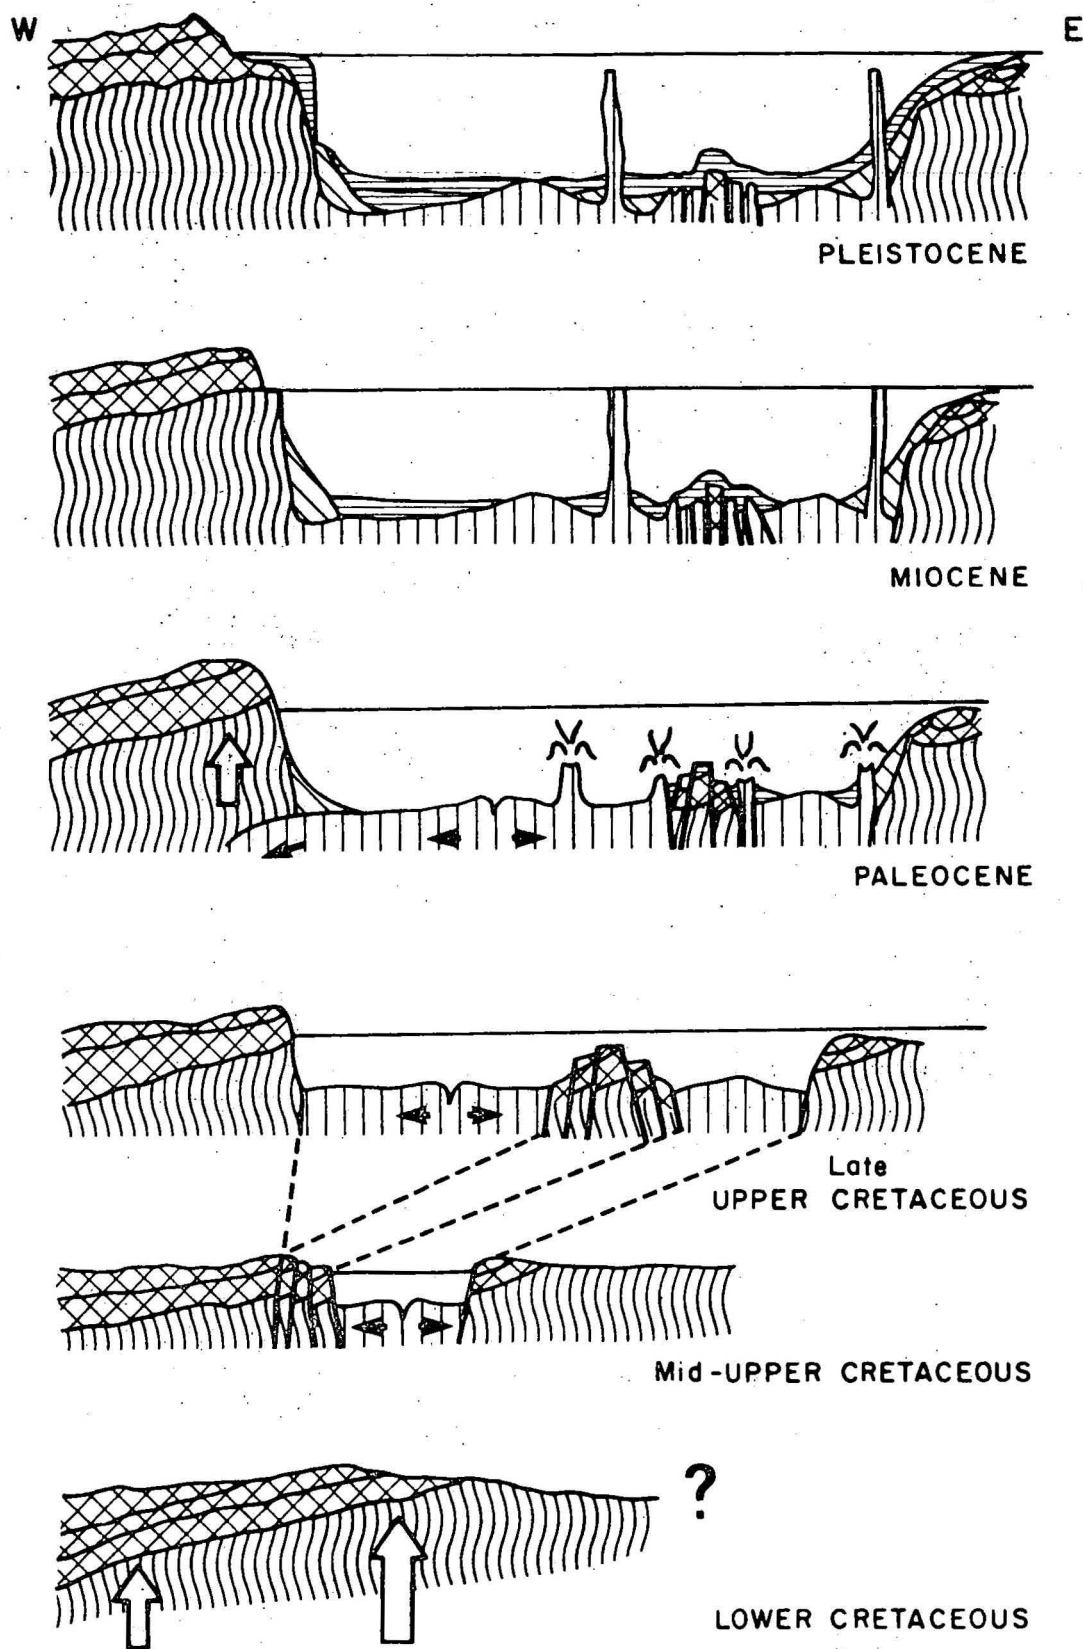 W
E
PLEISTOCENE
MIOCENE
PALEOCENE
Late
UPPER CRETACEOUS
Mid-UPPER CRETACEOUS
?
LOWER CRETACEOUS